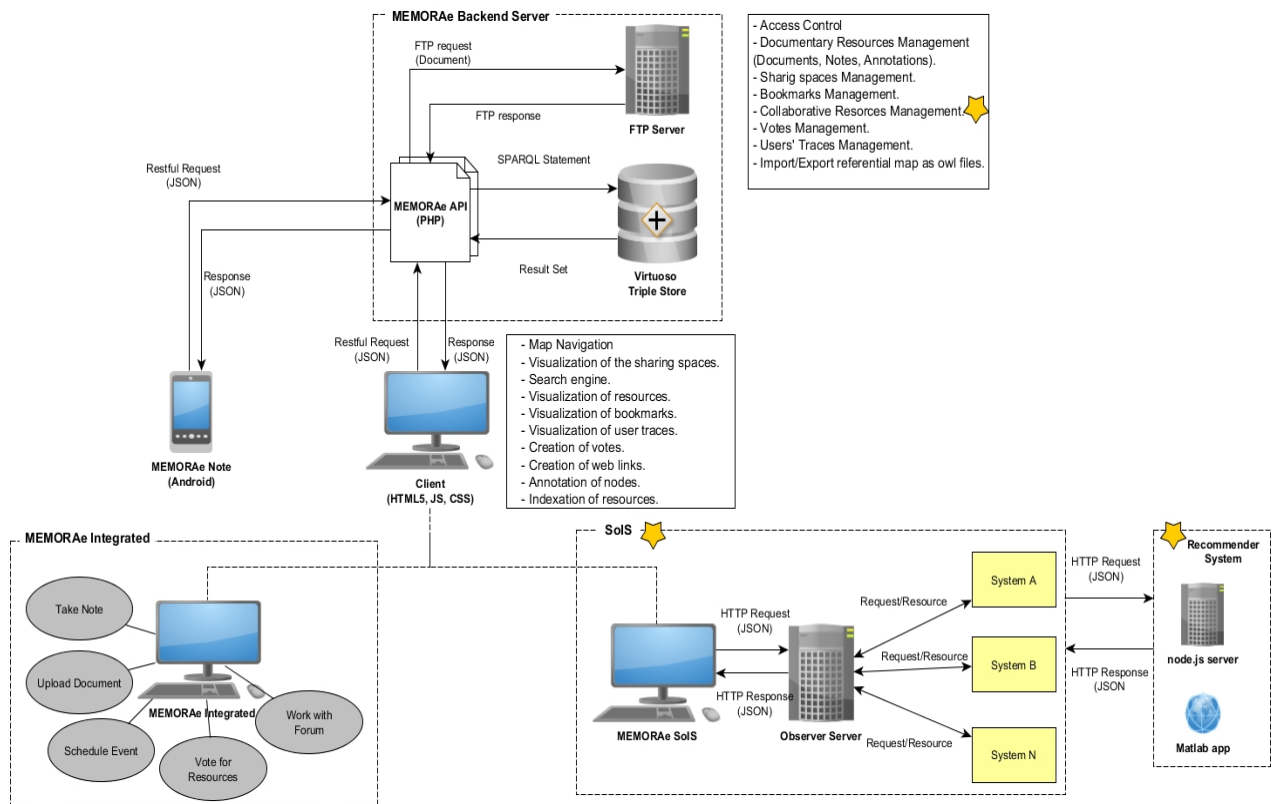 MEMORAe Backend Server
FTP request
(Document)
FTP response
FTP Server
SPARQL Statement
MEMORAe API
(PHP)
Result Set
Virtuoso
Triple Store
- Access Control
- Documentary Resources Management
(Documents, Notes, Annotations).
- Sharig spaces Management.
- Bookmarks Management.
- Collaborative Resorces Management.
- Votes Management.
- Users' Traces Management.
- Import/Export referential map as owl files.
Restful Request
(JSON)
Response
(JSON)
MEMORAe Note
(Android)
Restful Request
(JSON)
Response
(JSON)
Client
(HTML5, JS, CSS)
- Map Navigation
- Visualization of the sharing spaces.
- Search engine.
- Visualization of resources.
- Visualization of bookmarks.
- Visualization of user traces.
- Creation of votes.
- Creation of web links.
- Annotation of nodes.
- Indexation of resources.
MEMORAe Integrated
Take Note
Upload Document
MEMORAe Integrated
Schedule Event
Vote for
Resources
Work with
Forum
SoIS
HTTP Request
(JSON)
HTTP Response
(JSON)
MEMORAe SoIS
Observer Server
Request/Resource
Request/Resource
Request/Resource
System A
System B
System N
HTTP Request
(JSON)
HTTP Response
(JSON
Recommender
System
node.js server
Matlab app